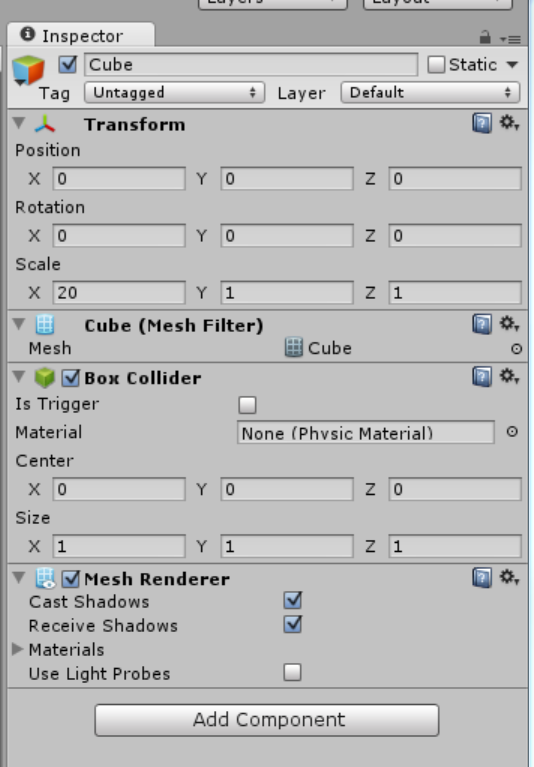 Layers
Layout
Inspector
Cube Static
Tag Untagged Layer Default
Transform
Position
X 0 Y 0 Z 0
Rotation
X 0 Y 0 Z 0
Scale
X 20 Y 1 Z 1
Cube (Mesh Filter)
Mesh Cube
Box Collider
Is Trigger
Material None (Physic Material)
Center
X 0 Y 0 Z 0
Size
X 1 Y 1 Z 1
Mesh Renderer
Cast Shadows
Receive Shadows
Materials
Use Light Probes
Add Component